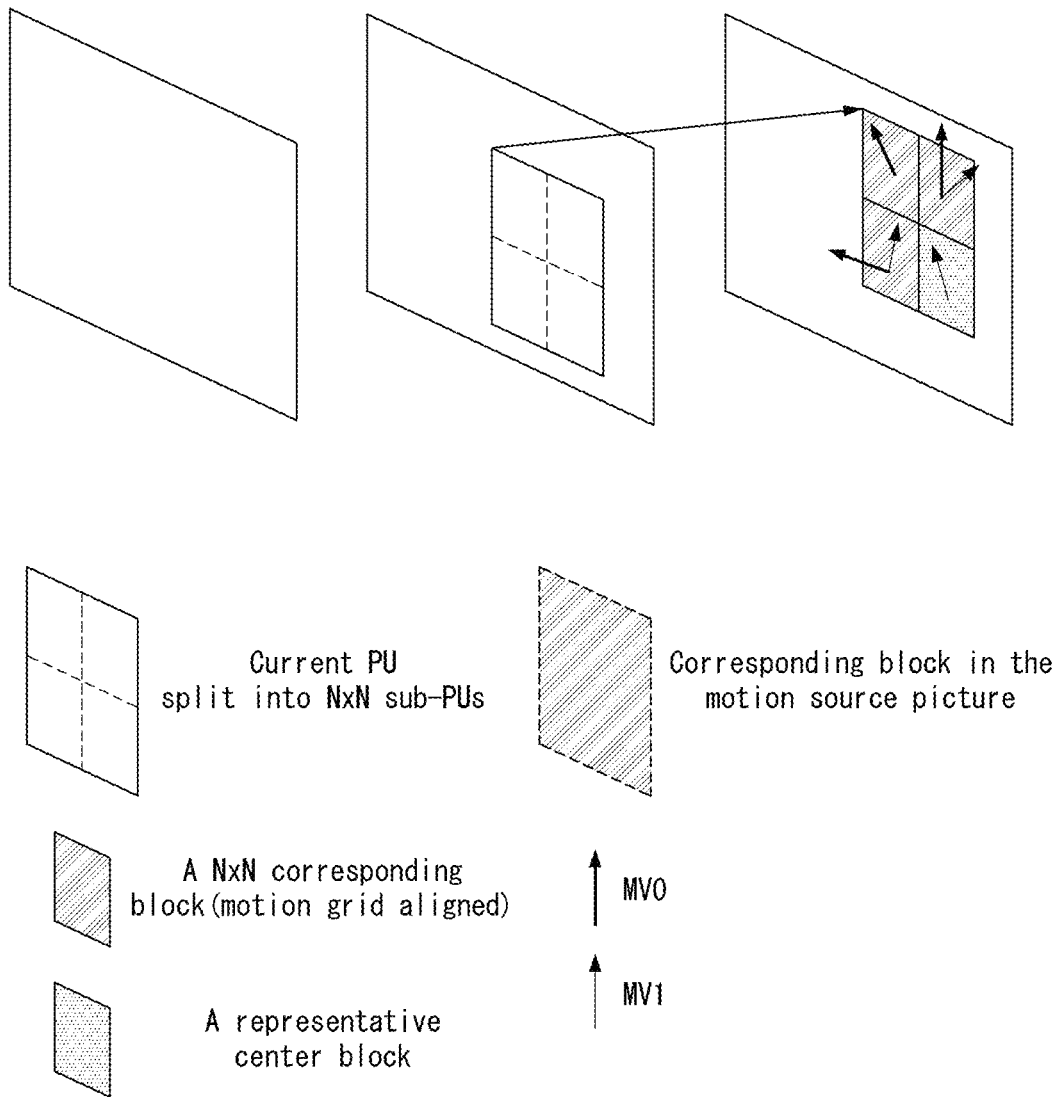 Current PU
split into NxN sub-PUs
Corresponding block in the
motion source picture
A NxN corresponding
block(motion grid aligned)
MV0
A representative
center block
MV1